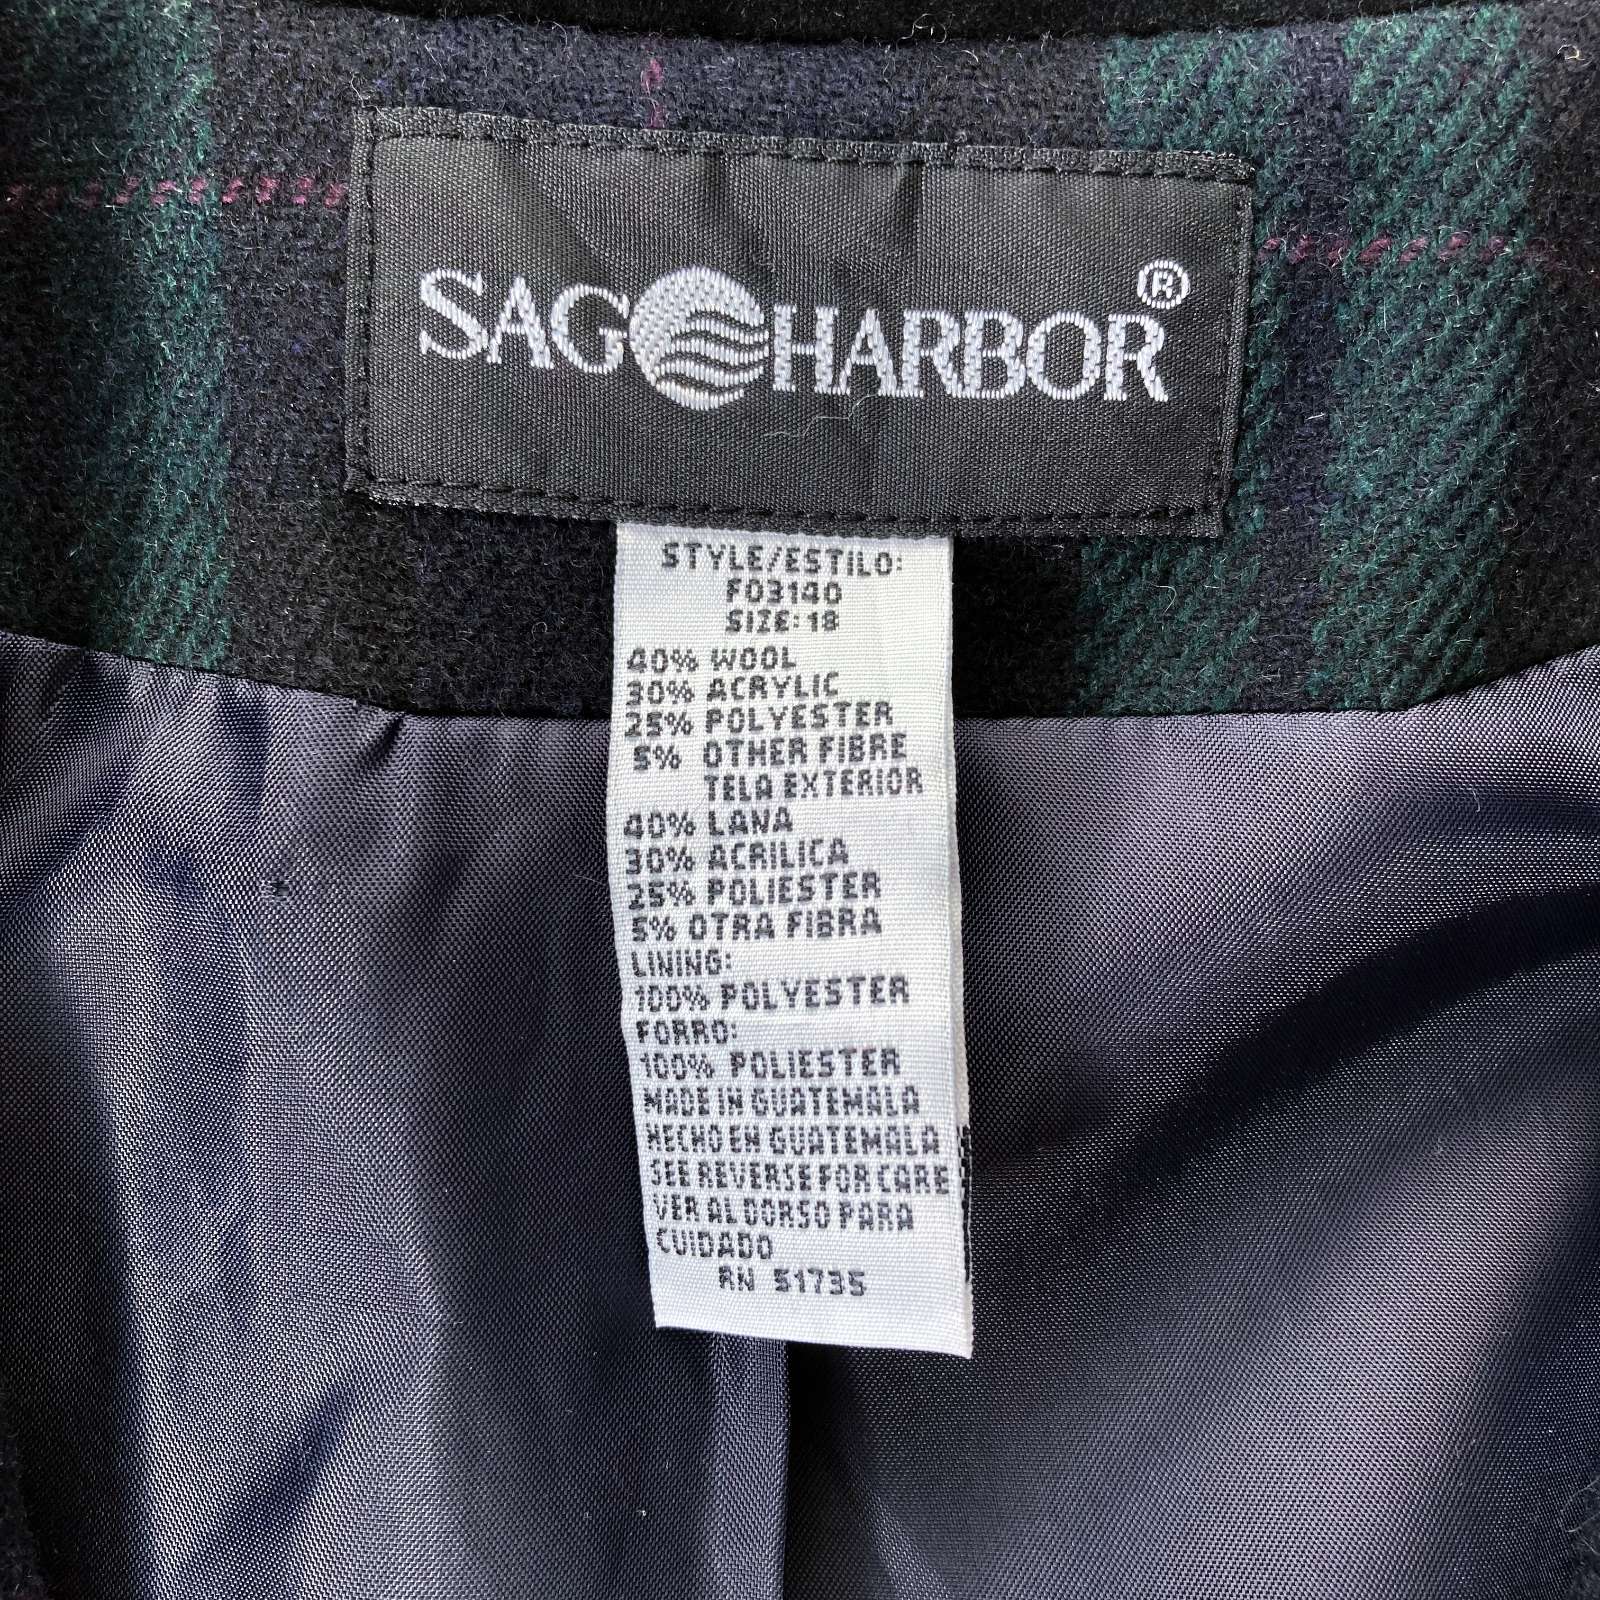 SAG HARBOR ®
STYLE/ESTILO:
F03140
SIZE:18
40% WOOL
30% ACRYLIC
25% POLYESTER
5% OTHER FIBRE
TELA EXTERIOR
40% LANA
30% ACRILICA
25% POLIESTER
5% OTRA FIBRA
LINING:
100% POLYESTER
FORRO:
100% POLIESTER
MADE IN GUATEMALA
HECHO EN GUATEMALA
SEE REVERSE FOR CARE
VER AL DORSO PARA
CUIDADO
RN 51735